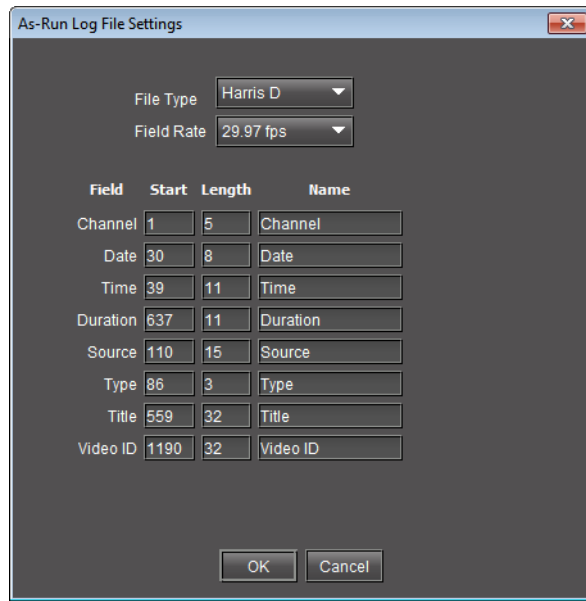 As-Run Log File Settings
File Type Harris D
Field Rate 29.97 fps
Field Start Length Name
Channel 1 5 Channel
Date 30 8 Date
Time 39 11 Time
Duration 637 11 Duration
Source 110 15 Source
Type 86 3 Type
Title 559 32 Title
Video ID 1190 32 Video ID
OK Cancel